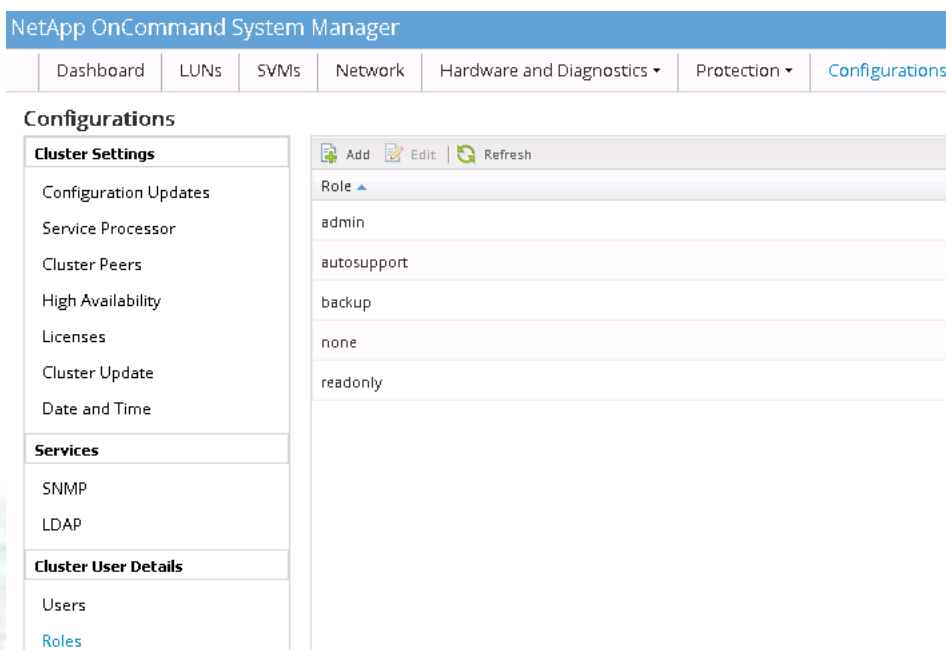 NetApp OnCommand System Manager
Dashboard LUNs SVMs Network Hardware and Diagnostics Protection Configurations
Configurations
Cluster Settings
Configuration Updates
Service Processor
Cluster Peers
High Availability
Licenses
Cluster Update
Date and Time
Services
SNMP
LDAP
Cluster User Details
Users
Roles
Add Edit Refresh
Role
admin
autosupport
backup
none
readonly